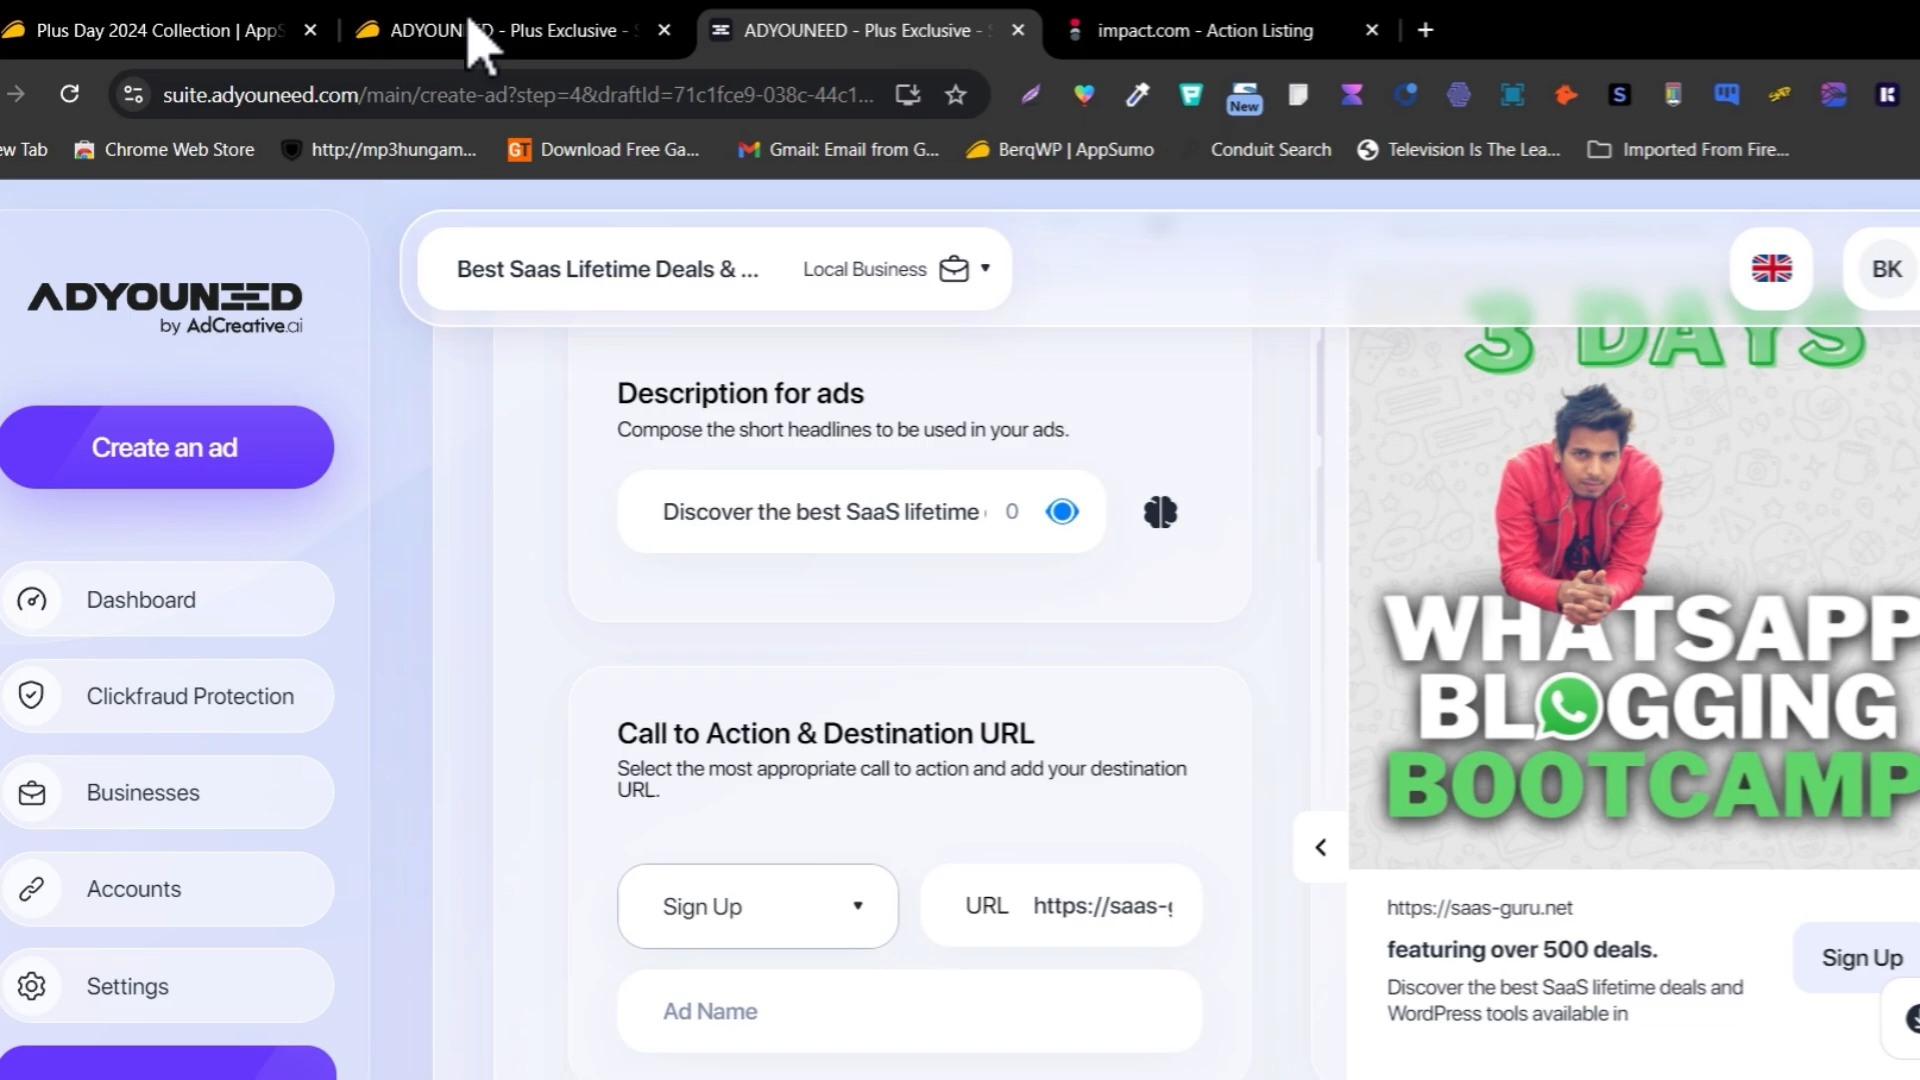 Plus Day 2024 Collection | AppS
ADYOUNEED - Plus Exclusive -
ADYOUNEED - Plus Exclusive -
impact.com - Action Listing
suite.adyouneed.com/main/create-ad?step=4&draftId=71c1fce9-038c-44c1...
New
S
K
ew Tab
Chrome Web Store
http://mp3hungam...
GT
Download Free Ga...
Gmail: Email from G...
BerqWP | AppSumo
Conduit Search
Television Is The Lea...
Imported From Fire...
ADYOUNEED
by AdCreative.ai
Best Saas Lifetime Deals & ...
Local Business
BK
Create an ad
Dashboard
Clickfraud Protection
Businesses
Accounts
Settings
Description for ads
Compose the short headlines to be used in your ads.
Discover the best SaaS lifetime
0
Call to Action & Destination URL
Select the most appropriate call to action and add your destination
URL.
Sign Up
URL https://saas-g
Ad Name
3 DAYS
WHATSAPP
BLOGGING
BOOTCAMP
https://saas-guru.net
featuring over 500 deals.
Sign Up
Discover the best SaaS lifetime deals and
WordPress tools available in